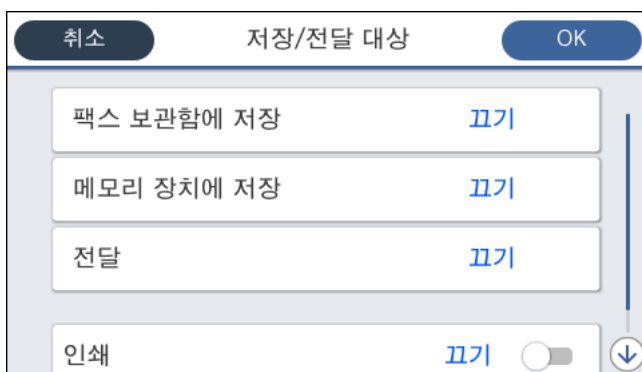 취소 저장/전달 대상 OK
팩스 보관함에 저장 끄기
메모리 장치에 저장 끄기
전달 끄기
인쇄 끄기